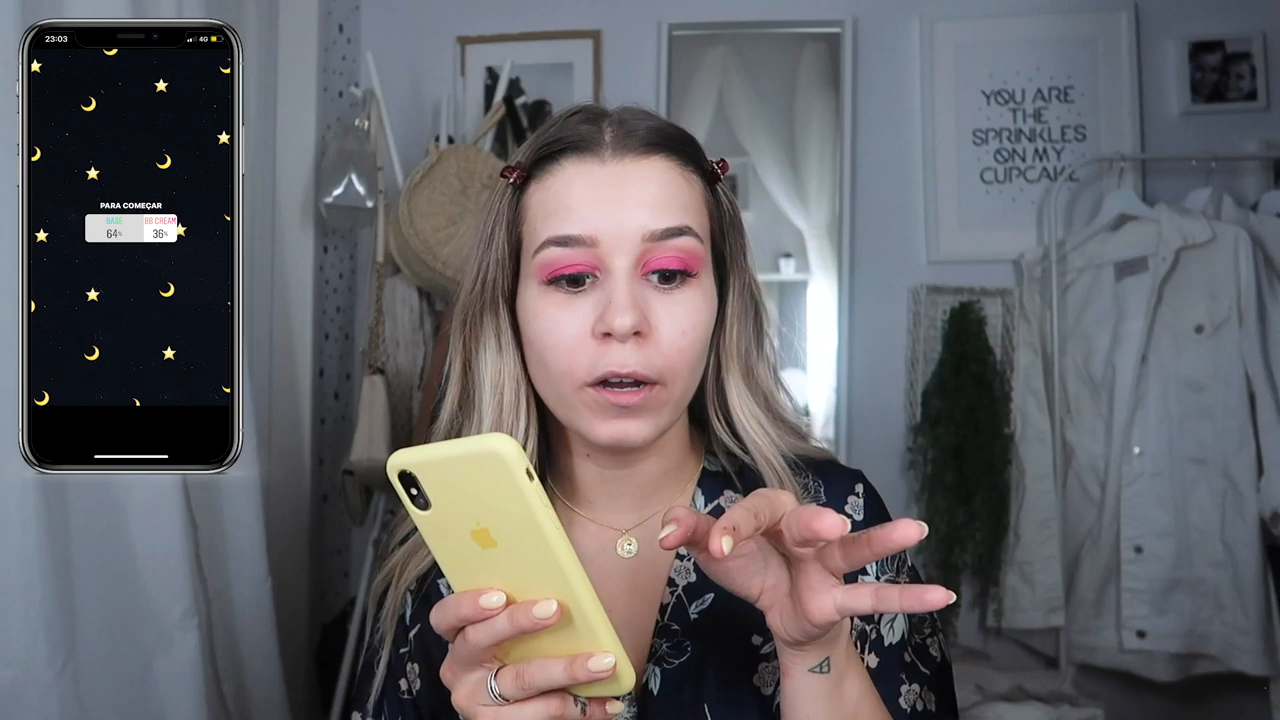 23:03
4G
PARA COMEÇAR
BASE
BB CREAM
64%
36%
YOU ARE
THE
SPRINKLES
ON MY
CUPCAKE